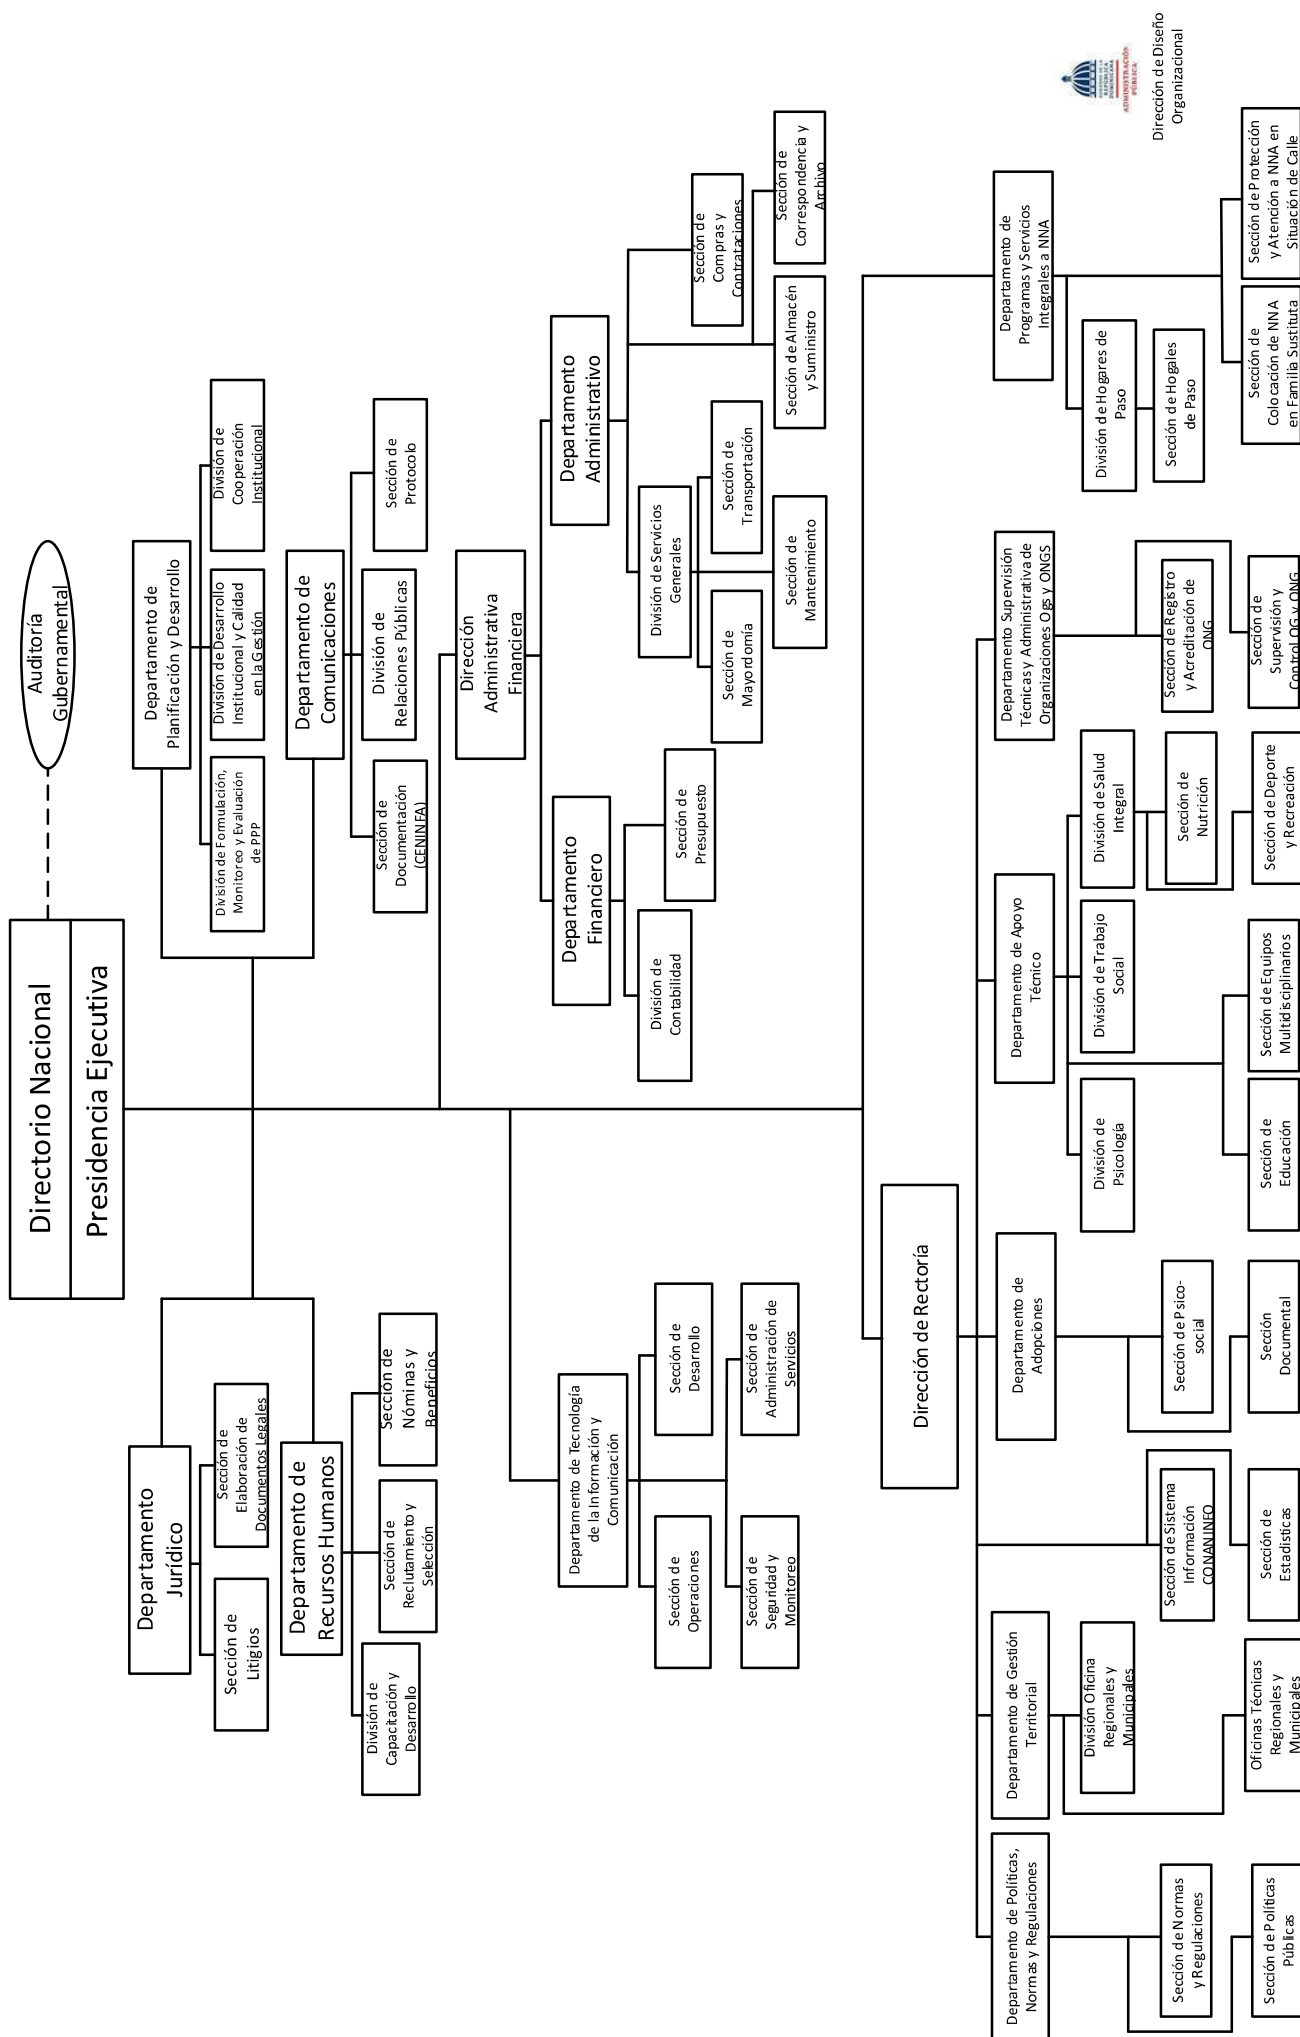 Directorio Nacional
Presidencia Ejecutiva
Auditoría
Gubernamental
Departamento
Jurídico
Sección de
Litigios
Sección de
Elaboración de
Documentos Legales
Departamento de
Recursos Humanos
División de
Capacitación y
Desarrollo
Sección de
Reclutamiento y
Selección
Sección de
Nóminas y
Beneficios
Departamento de
Planificación y Desarrollo
División de Formulación,
Monitoreo y Evaluación
de PPP
División de Desarrollo
Institucional y Calidad
en la Gestión
División de
Cooperación
Institucional
Departamento de
Comunicaciones
Sección de
Documentación
(CENINFA)
División de
Relaciones Públicas
Sección de
Protocolo
Dirección
Administrativa
Financiera
Departamento
Financiero
División de
Contabilidad
Sección de
Presupuesto
Departamento
Administrativo
División de Servicios
Generales
Sección de
Mayordomía
Sección de
Transportación
Sección de
Mantenimiento
Sección de
Compras y
Contrataciones
Sección de Almacén
y Suministro
Sección de
Correspondencia y
Archivo
Departamento de Tecnología
de la Información y
Comunicación
Sección de
Operaciones
Sección de
Desarrollo
Sección de
Seguridad y
Monitoreo
Sección de
Administración de
Servicios
Dirección de Rectoría
Departamento de Políticas,
Normas y Regulaciones
Sección de Normas
y Regulaciones
Sección de Políticas
Públicas
Departamento de Gestión
Territorial
División Oficina
Regionales y
Municipales
Oficinas Técnicas
Regionales y
Municipales
Sección de Sistema
Información
CONANINFO
Sección de
Estadísticas
Departamento de
Adopciones
Sección de Psico-
social
Sección
Documental
Departamento de Apoyo
Técnico
División de
Psicología
División de Trabajo
Social
División de Salud
Integral
Sección de
Nutrición
Sección de Deporte
y Recreación
Sección de
Educación
Sección de Equipos
Multidisciplinarios
Departamento Supervisión
Técnicas y Administrativa de
Organizaciones Ogs y ONGS
Sección de Registro
y Acreditación de
ONG
Sección de
Supervisión y
Control OG y ONG
Departamento de
Programas y Servicios
Integrales a NNA
División de Hogares de
Paso
Sección de Hogales
de Paso
Sección de
Colocación de NNA
en Familia Sustituta
Sección de Protección
y Atención a NNA en
Situación de Calle
GOBIERNO DE LA
REPÚBLICA
DOMINICANA
ADMINISTRACIÓN
PÚBLICA
Dirección de Diseño
Organizacional